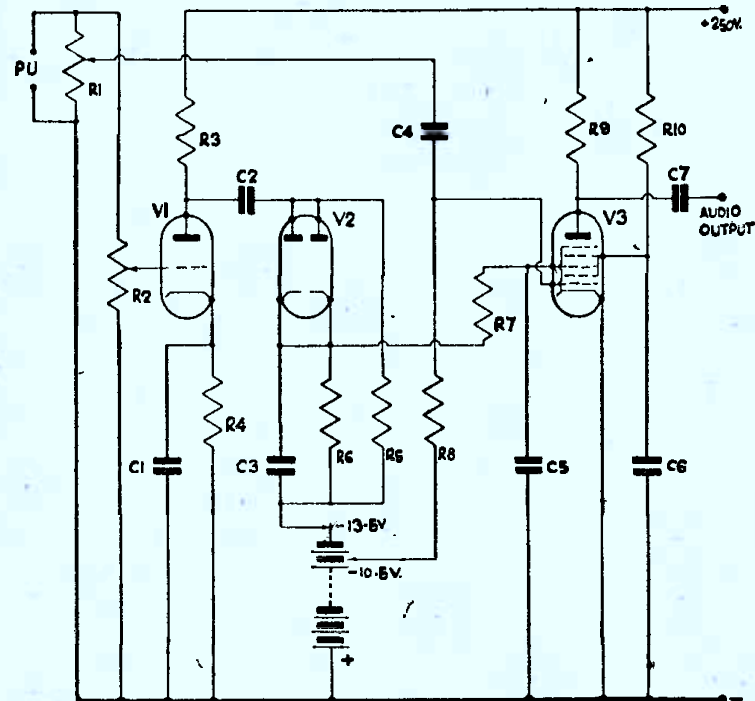 +250V.
PU
R1
R3
C4
R9
R10
C2
C7
V1
V2
V3
AUDIO
OUTPUT
R2
R7
R4
C1
C3
R6
R5
R8
C5
C6
-13.5V
-10.5V.
+
-